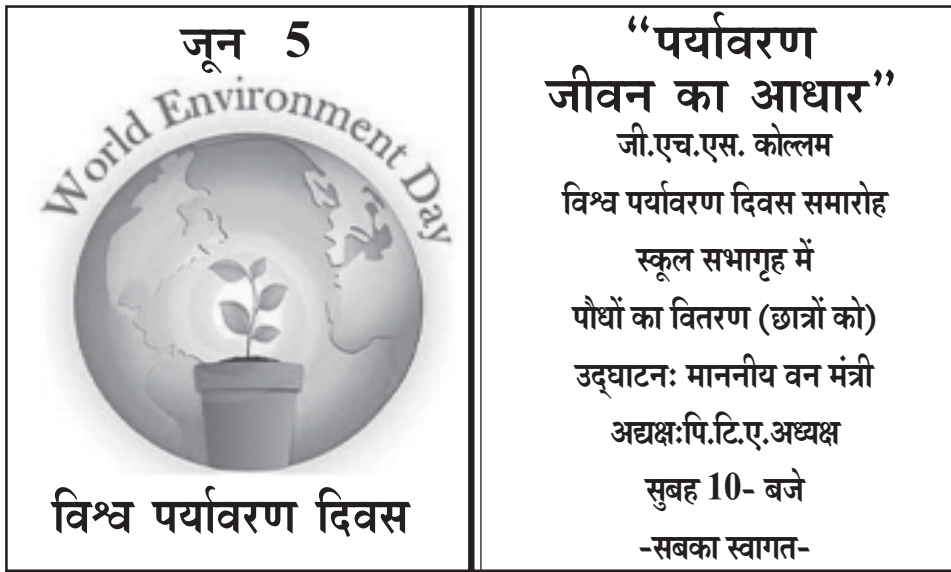 जून 5
World Environment Day
विश्व पर्यावरण दिवस
“पर्यावरण
जीवन का आधार”
जी.एच.एस. कोल्लम
विश्व पर्यावरण दिवस समारोह
स्कूल सभागृह में
पौधों का वितरण (छात्रों को)
उद्‌घाटनः माननीय वन मंत्री
अद्यक्षःपि.टि.ए.अध्यक्ष
सुबह 10- बजे
-सबका स्वागत-